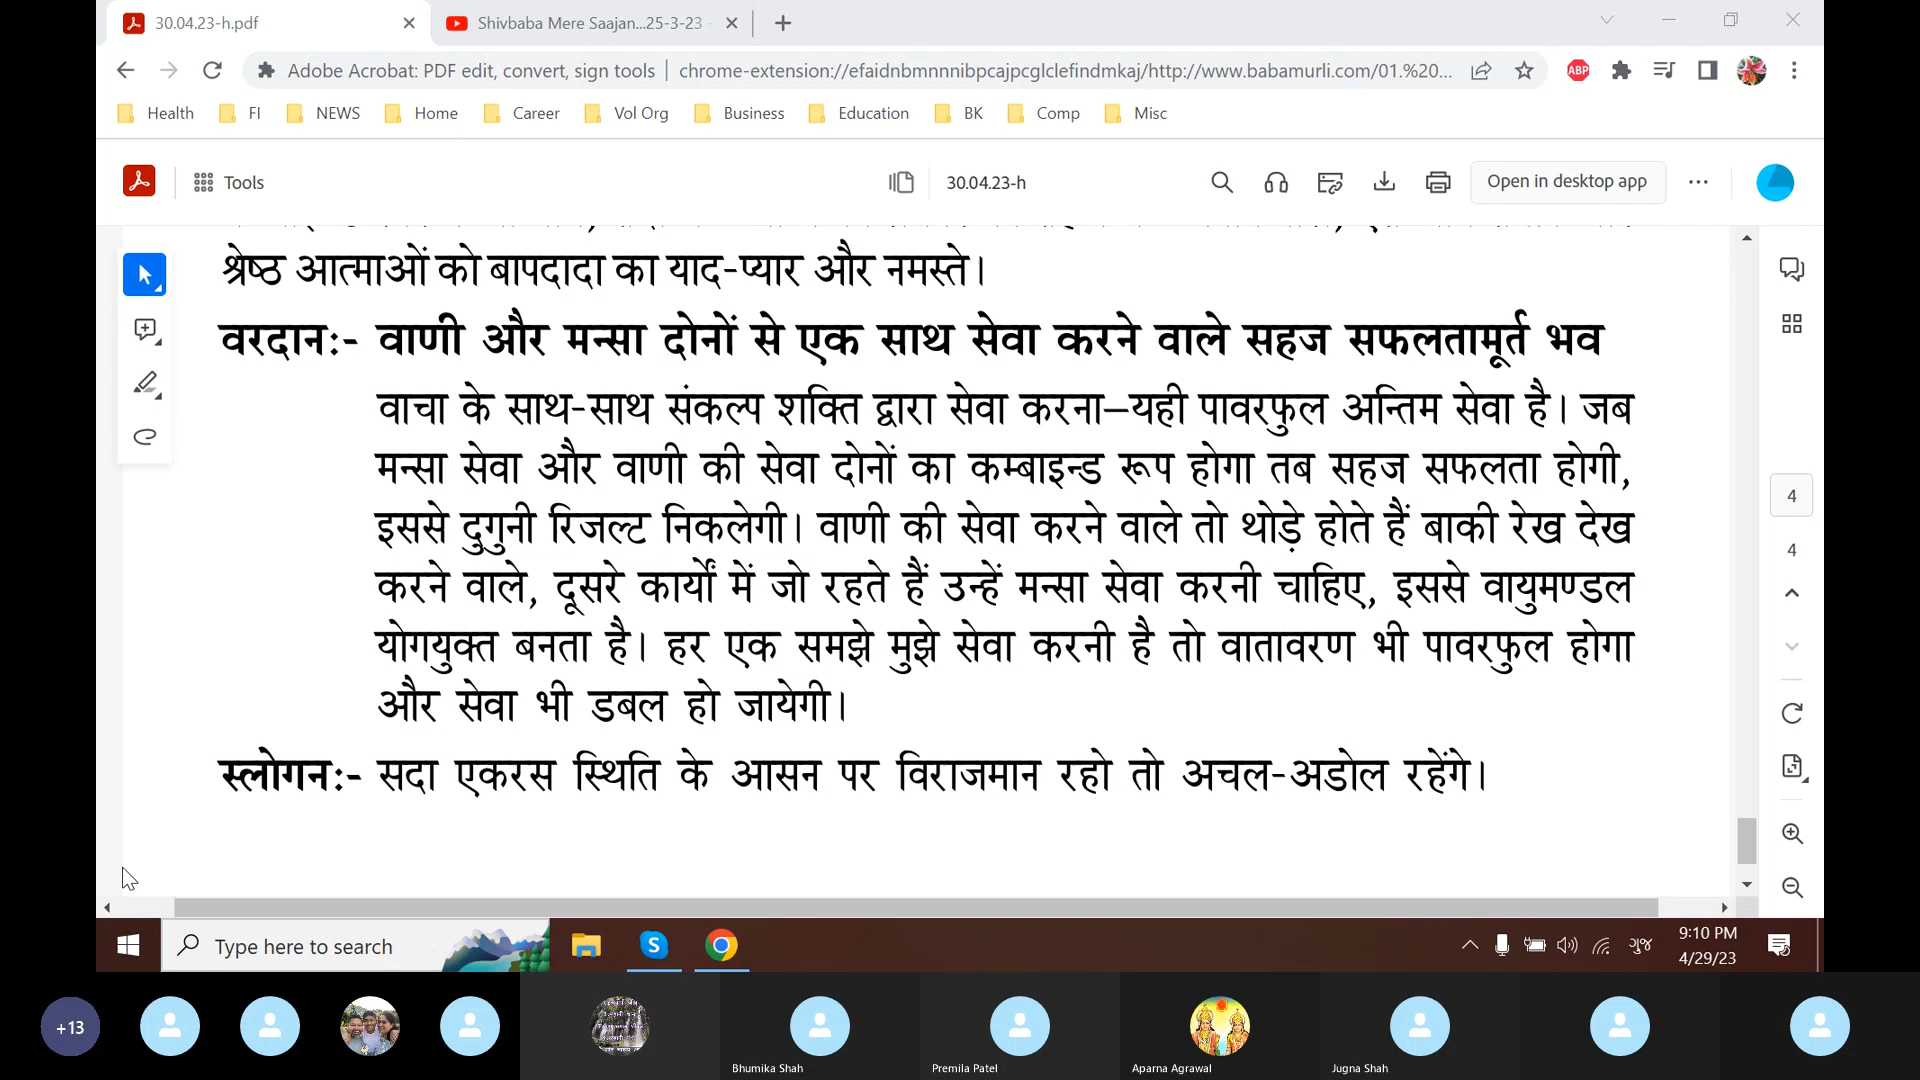 30.04.23-h.pdf
Shivbaba Mere Saajan...25-3-23
Adobe Acrobat: PDF edit, convert, sign tools
chrome-extension://efaidnbmnnnibpcajpcglclefindmkaj/http://www.babamurli.com/01.%20...
ABP
Health FI NEWS Home Career Vol Org Business Education BK Comp Misc
Tools
30.04.23-h
Open in desktop app
श्रेष्ठ आत्माओं को बापदादा का याद-प्यार और नमस्ते।
वरदान:- वाणी और मन्सा दोनों से एक साथ सेवा करने वाले सहज सफलतामूर्त भव
वाचा के साथ-साथ संकल्प शक्ति द्वारा सेवा करना–यही पावरफुल अन्तिम सेवा है। जब
मन्सा सेवा और वाणी की सेवा दोनों का कम्बाइन्ड रूप होगा तब सहज सफलता होगी,
इससे दुगुनी रिजल्ट निकलेगी। वाणी की सेवा करने वाले तो थोड़े होते हैं बाकी रेख देख
करने वाले, दूसरे कार्यों में जो रहते हैं उन्हें मन्सा सेवा करनी चाहिए, इससे वायुमण्डल
योगयुक्त बनता है। हर एक समझे मुझे सेवा करनी है तो वातावरण भी पावरफुल होगा
और सेवा भी डबल हो जायेगी।
स्लोगन:- सदा एकरस स्थिति के आसन पर विराजमान रहो तो अचल-अडोल रहेंगे।
4
4
Type here to search
S
ગુજ
9:10 PM
4/29/23
+13
Bhumika Shah
Premila Patel
Aparna Agrawal
Jugna Shah